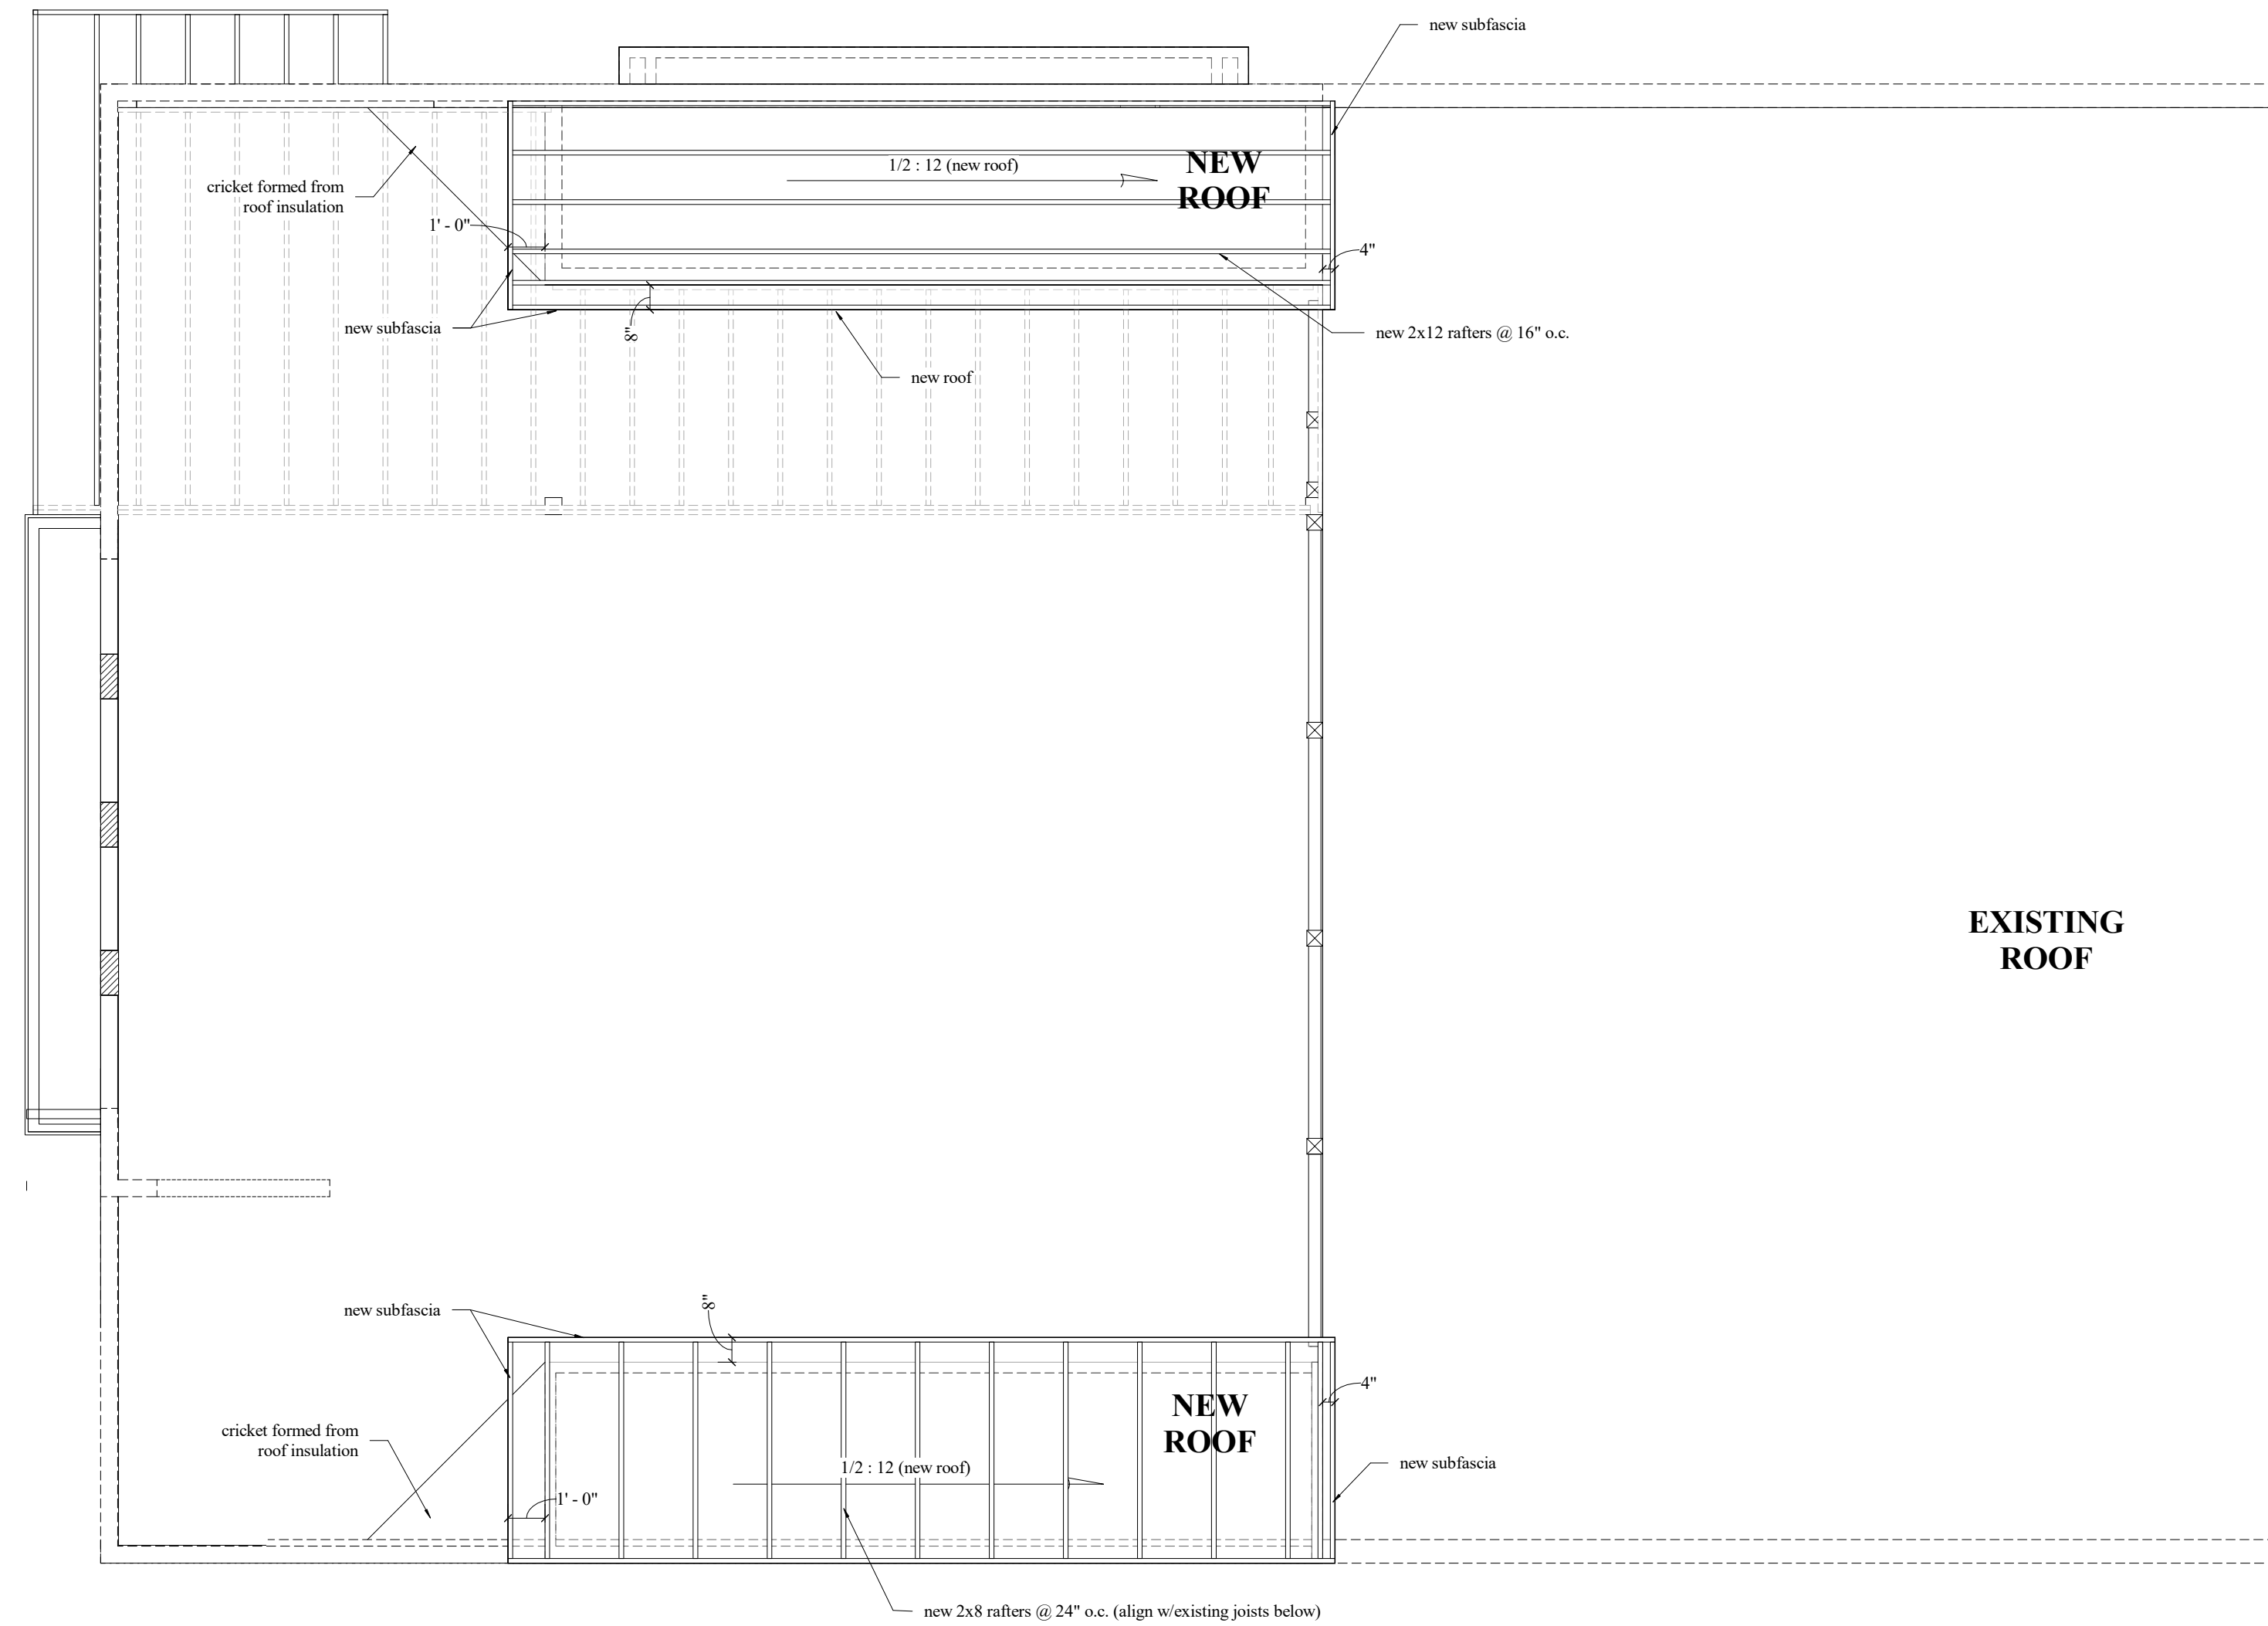 new subfascia
1/2 : 12 (new roof)
NEW
ROOF
cricket formed from
roof insulation
1' - 0"
4"
new subfascia
8"
new 2x12 rafters @ 16" o.c.
new roof
EXISTING
ROOF
new subfascia
8"
4"
NEW
ROOF
cricket formed from
roof insulation
1/2 : 12 (new roof)
new subfascia
1' - 0"
new 2x8 rafters @ 24" o.c. (align w/existing joists below)